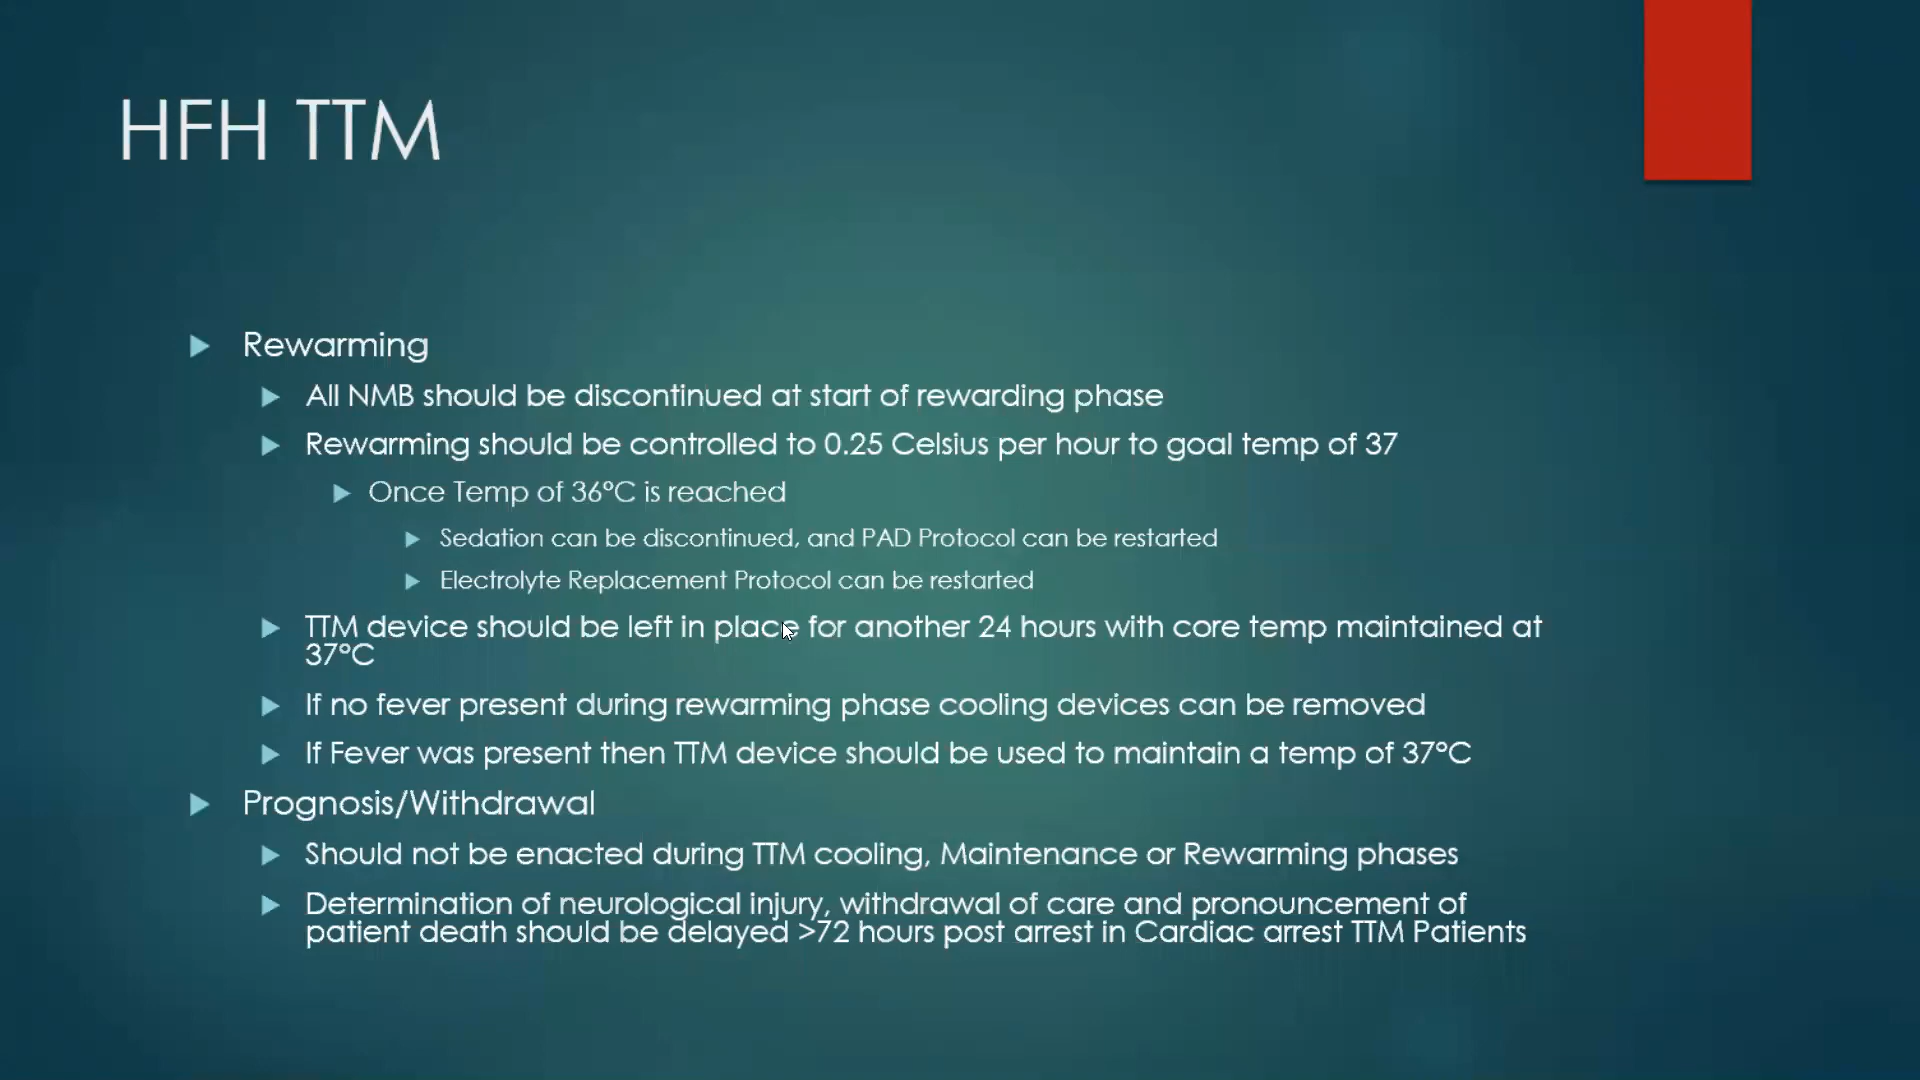 HFH TTM
Rewarming
All NMB should be discontinued at start of rewarding phase
Rewarming should be controlled to 0.25 Celsius per hour to goal temp of 37
Once Temp of 36°C is reached
Sedation can be discontinued, and PAD Protocol can be restarted
Electrolyte Replacement Protocol can be restarted
TTM device should be left in place for another 24 hours with core temp maintained at
37°C
If no fever present during rewarming phase cooling devices can be removed
If Fever was present then TTM device should be used to maintain a temp of 37°C
Prognosis/Withdrawal
Should not be enacted during TTM cooling, Maintenance or Rewarming phases
Determination of neurological injury, withdrawal of care and pronouncement of
patient death should be delayed >72 hours post arrest in Cardiac arrest TTM Patients